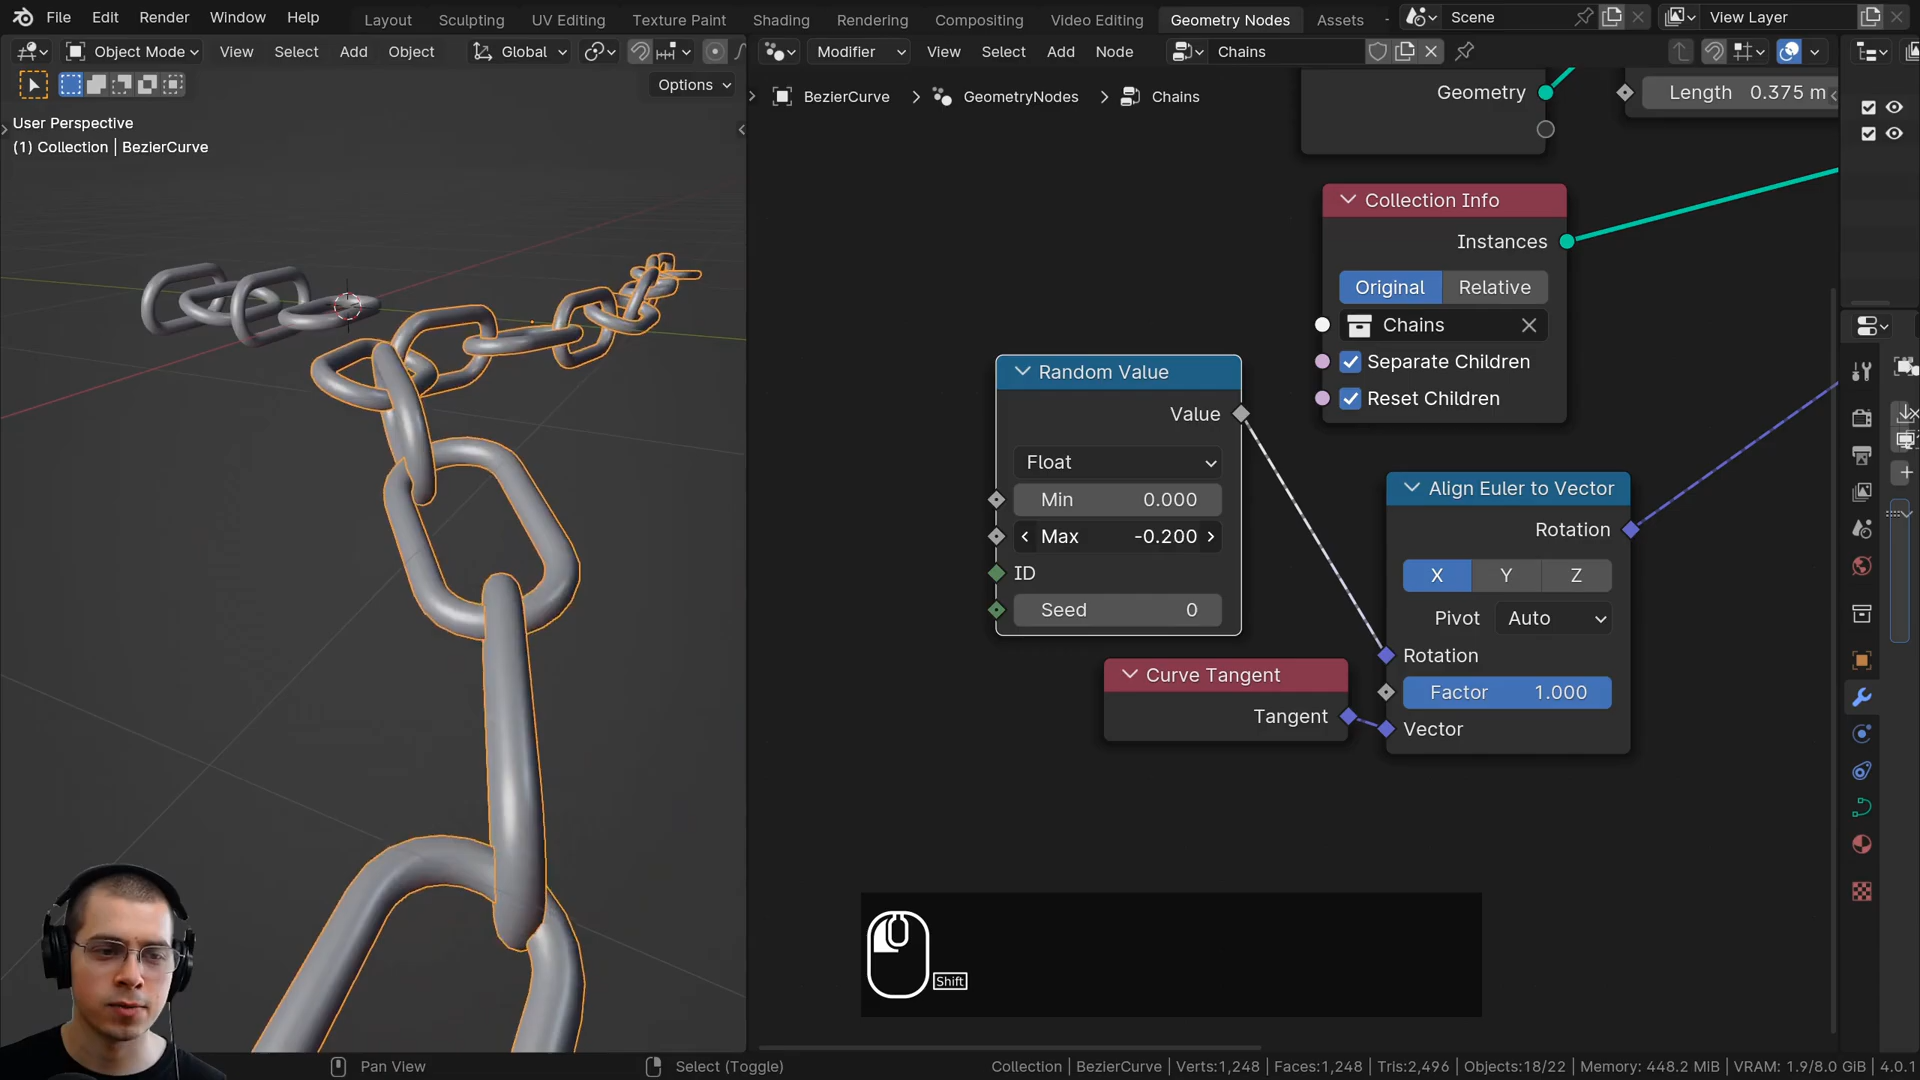 File Edit Render Window Help Layout Sculpting UV Editing Texture Paint Shading Rendering Compositing Video Editing Geometry Nodes Assets Scene View Layer
Object Mode View Select Add Object Global Modifier View Select Add Node Chains
Options
BezierCurve GeometryNodes Chains
User Perspective
(1) Collection | BezierCurve
Geometry
Length 0.375 m
Collection Info
Instances
Original Relative
Chains
Separate Children
Reset Children
Random Value
Value
Float
Min 0.000
Max -0.200
ID
Seed 0
Align Euler to Vector
Rotation
X Y Z
Pivot Auto
Rotation
Factor 1.000
Vector
Curve Tangent
Tangent
Shift
Pan View Select (Toggle) Collection | BezierCurve | Verts:1,248 | Faces:1,248 | Tris:2,496 | Objects:18/22 | Memory: 448.2 MiB | VRAM: 1.9/8.0 GiB | 4.0.1